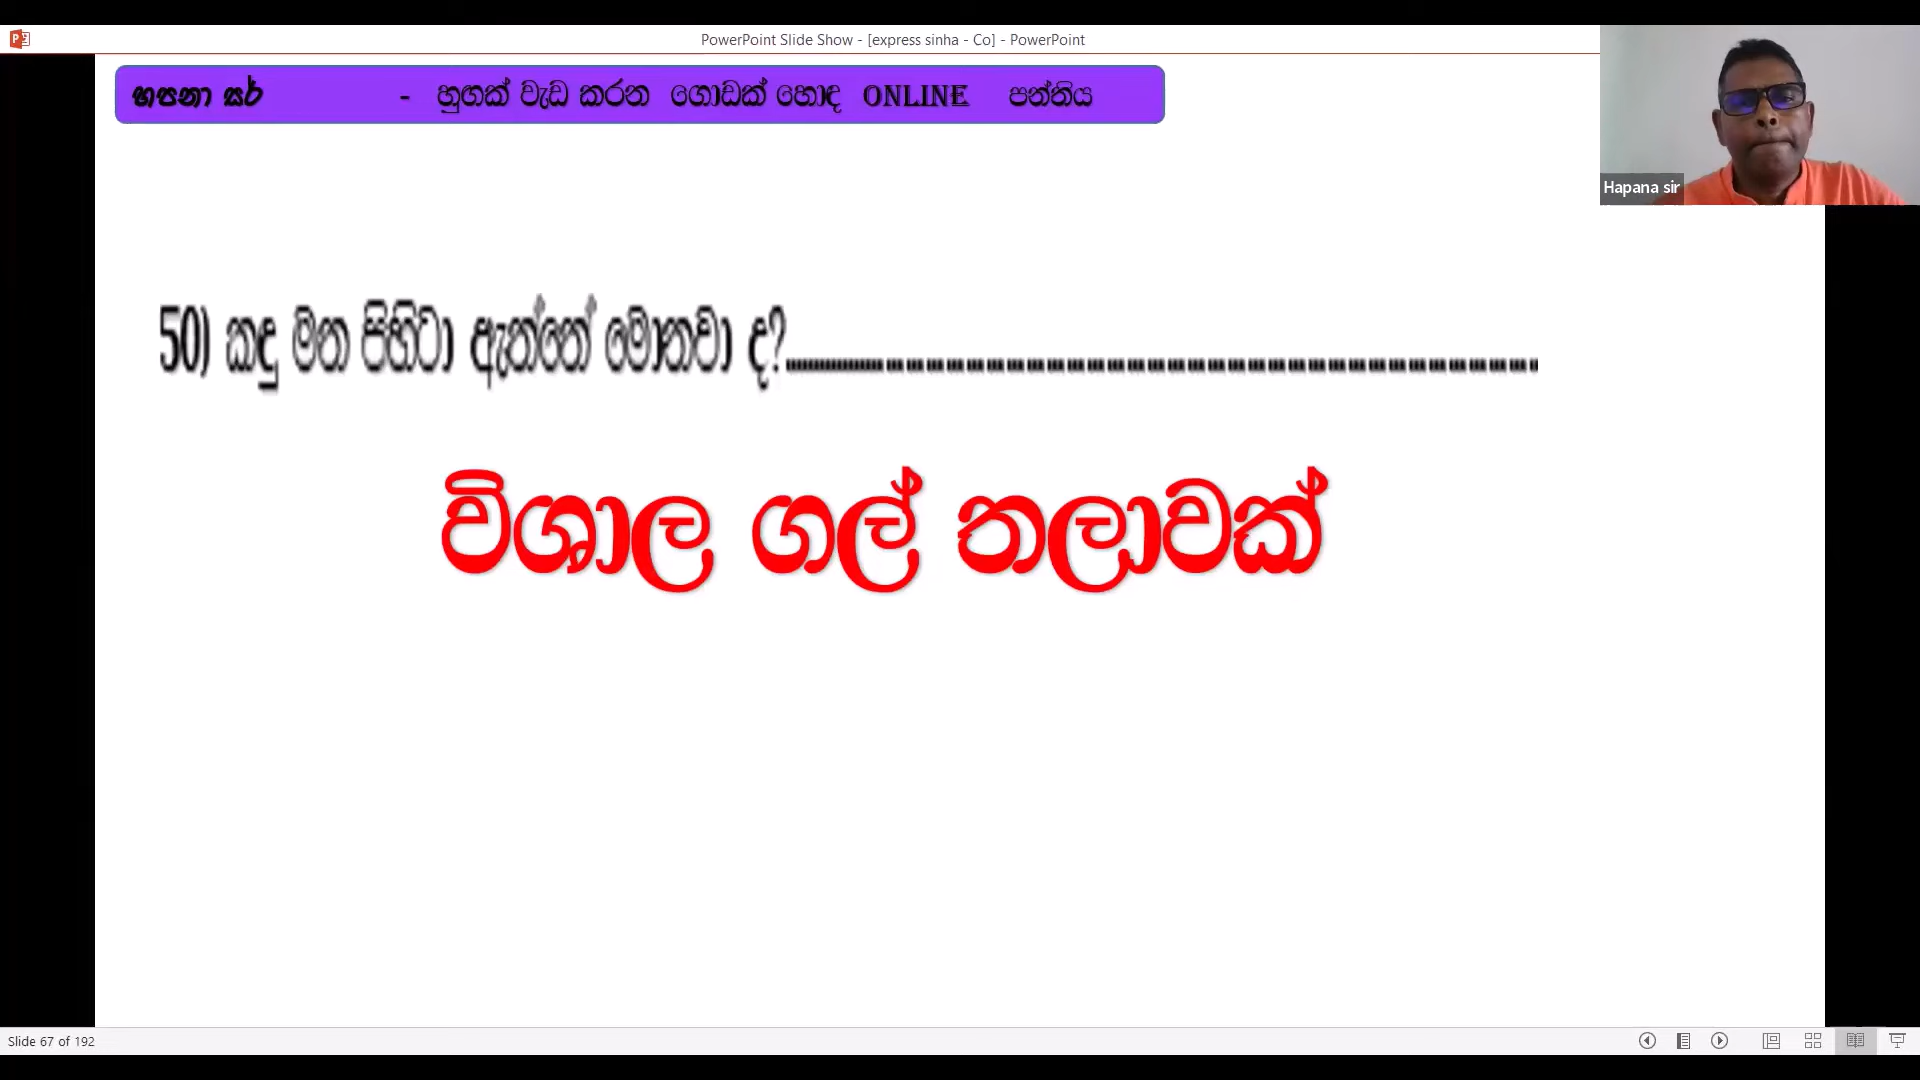 PowerPoint Slide Show - [express sinha - Co] - PowerPoint
හපනා සර් - හුඟක් වැඩ කරන ගොඩක් හොඳ ONLINE පන්තිය
Hapana sir
50) කඳු මත පිහිටා ඇත්තේ මොනවා ද?................................................
විශාල ගල් තලාවක්
Slide 67 of 192